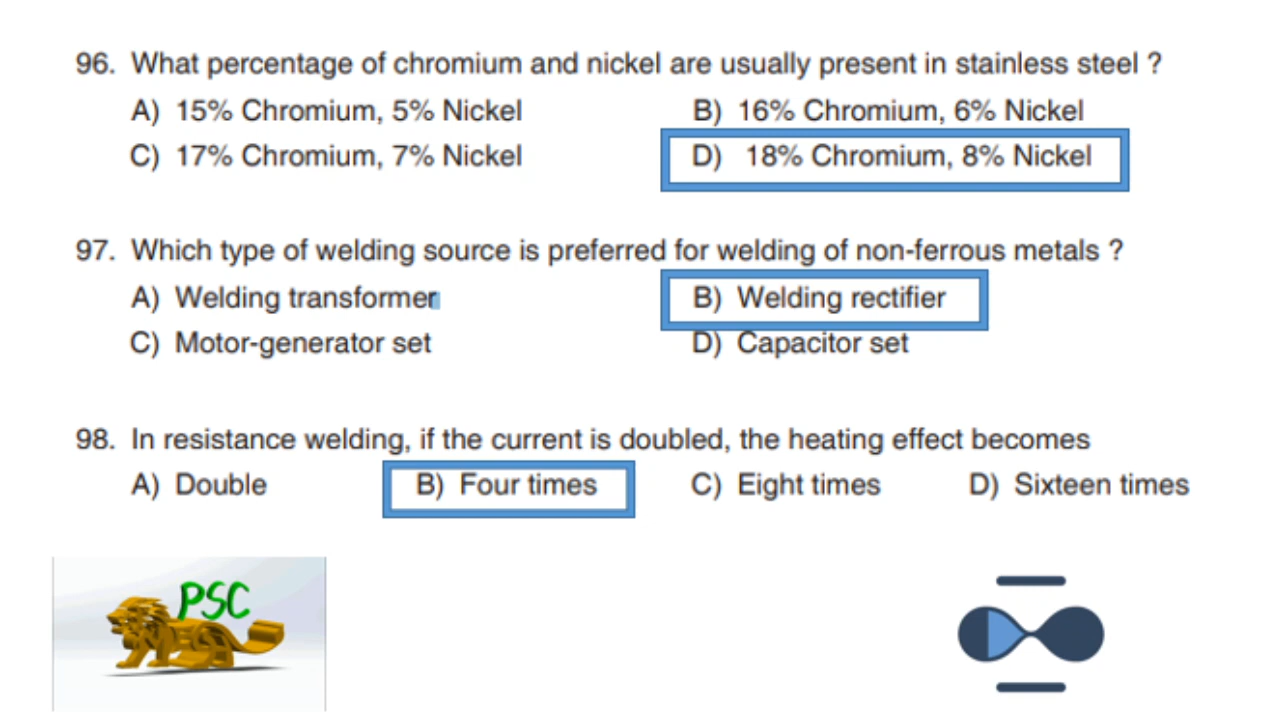 96. What percentage of chromium and nickel are usually present in stainless steel ?
A) 15% Chromium, 5% Nickel B) 16% Chromium, 6% Nickel
C) 17% Chromium, 7% Nickel D) 18% Chromium, 8% Nickel
97. Which type of welding source is preferred for welding of non-ferrous metals ?
A) Welding transformer B) Welding rectifier
C) Motor-generator set D) Capacitor set
98. In resistance welding, if the current is doubled, the heating effect becomes
A) Double B) Four times C) Eight times D) Sixteen times
PSC